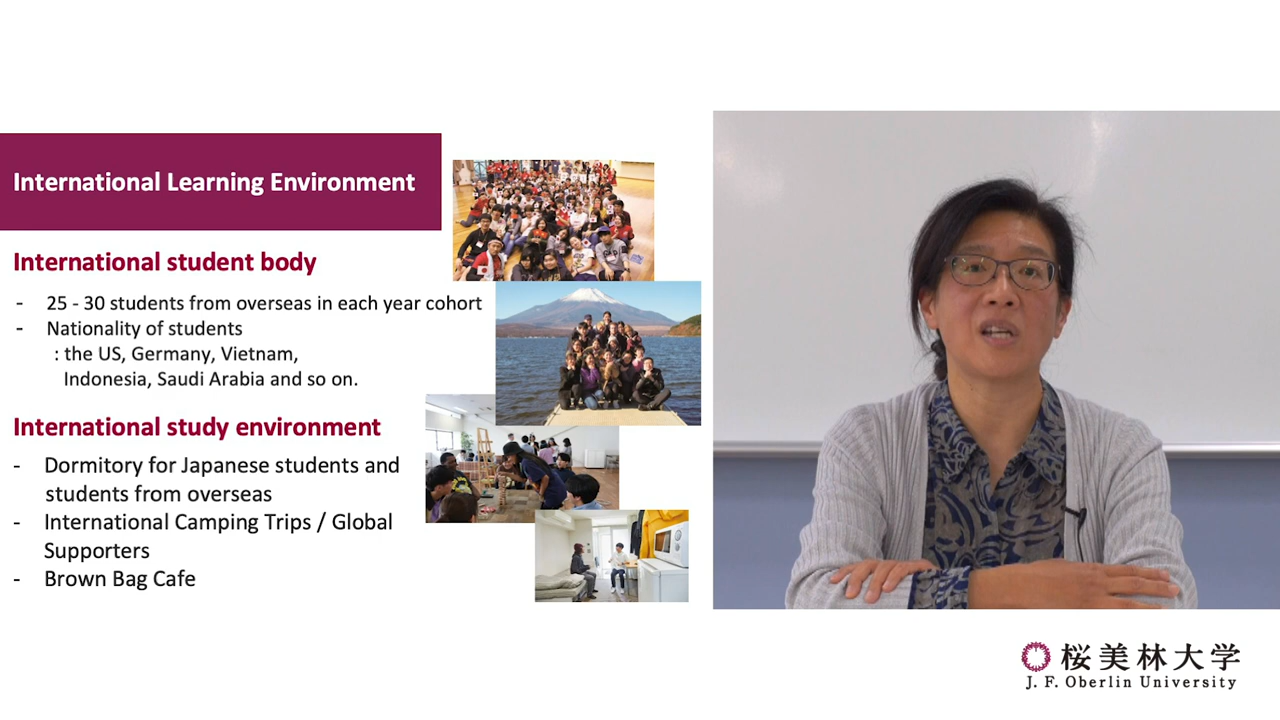 International Learning Environment
International student body
- 25 - 30 students from overseas in each year cohort
- Nationality of students
: the US, Germany, Vietnam,
Indonesia, Saudi Arabia and so on.
International study environment
- Dormitory for Japanese students and
students from overseas
- International Camping Trips / Global
Supporters
- Brown Bag Cafe
桜美林大学
J. F. Oberlin University